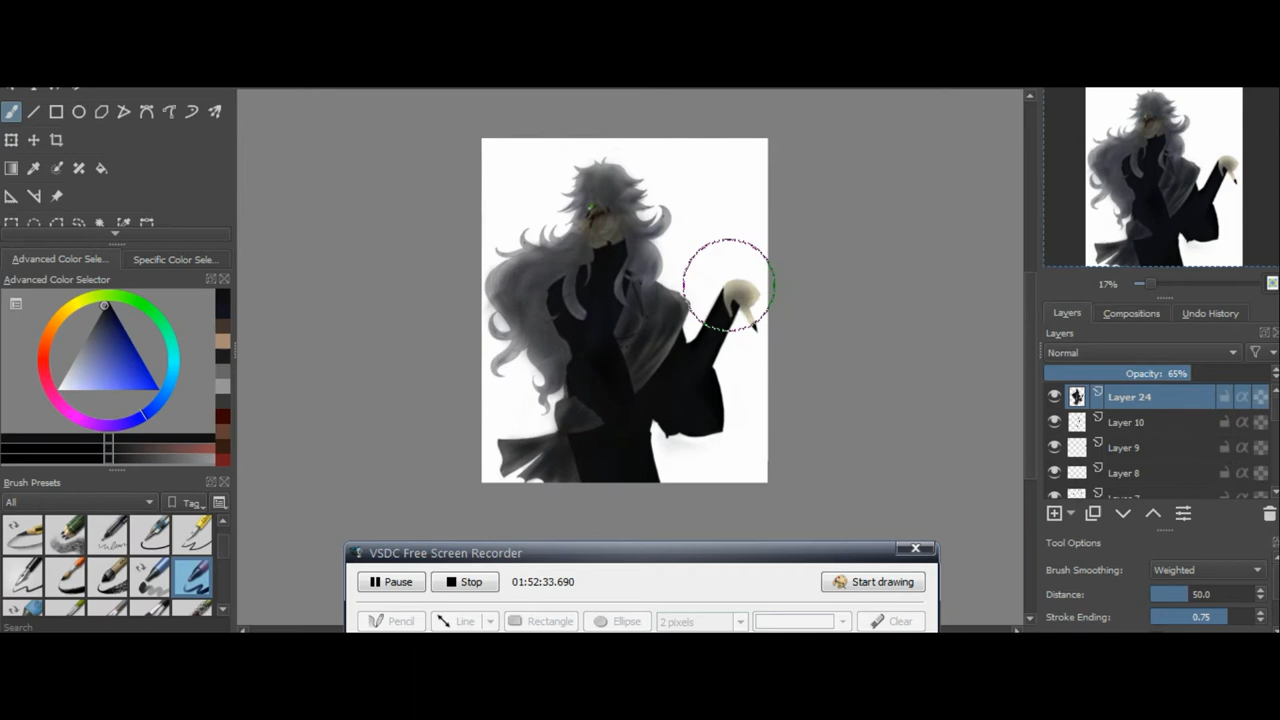 Advanced Color Sele...
Specific Color Sele...
Advanced Color Selector
Brush Presets
All
Tag
Search
17%
Layers
Compositions
Undo History
Layers
Normal
Opacity: 65%
Layer 24
Layer 10
Layer 9
Layer 8
Tool Options
Brush Smoothing:
Weighted
Distance:
50.0
Stroke Ending:
0.75
VSDC Free Screen Recorder
Pause
Stop
01:52:33.690
Start drawing
Pencil
Line
Rectangle
Ellipse
2 pixels
Clear